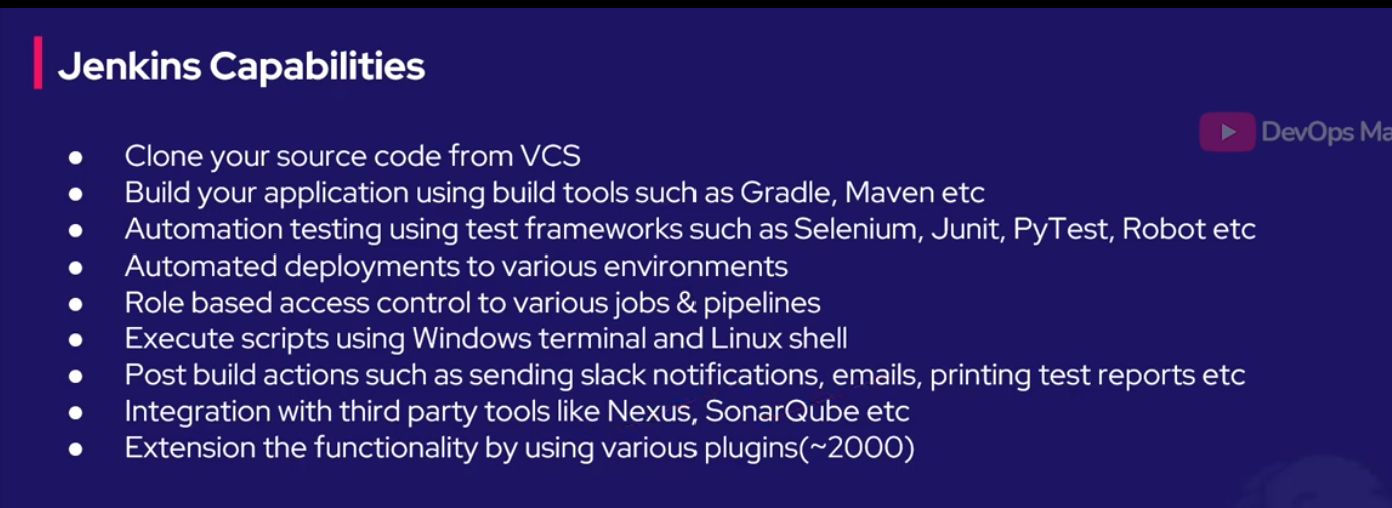 Jenkins Capabilities
DevOps Ma
● Clone your source code from VCS
● Build your application using build tools such as Gradle, Maven etc
● Automation testing using test frameworks such as Selenium, Junit, PyTest, Robot etc
● Automated deployments to various environments
● Role based access control to various jobs & pipelines
● Execute scripts using Windows terminal and Linux shell
● Post build actions such as sending slack notifications, emails, printing test reports etc
● Integration with third party tools like Nexus, SonarQube etc
● Extension the functionality by using various plugins(~2000)